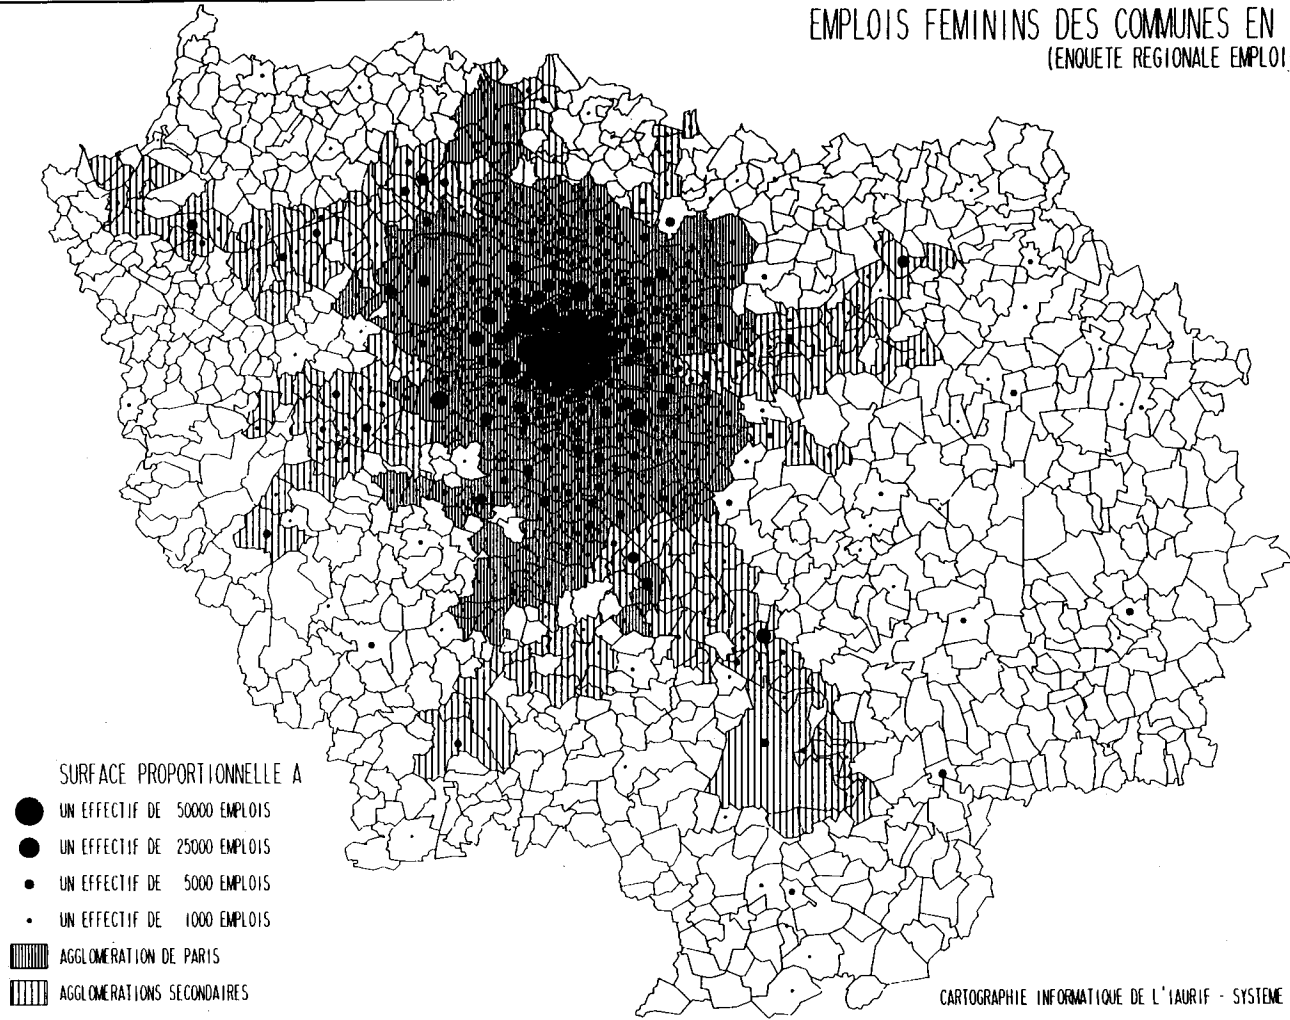 EMPLOIS FEMININS DES COMMUNES EN
(ENQUETE REGIONALE EMPLOI
SURFACE PROPORTIONNELLE A
UN EFFECTIF DE 50000 EMPLOIS
UN EFFECTIF DE 25000 EMPLOIS
UN EFFECTIF DE 5000 EMPLOIS
UN EFFECTIF DE 1000 EMPLOIS
AGGLOMERATION DE PARIS
AGGLOMERATIONS SECONDAIRES
CARTOGRAPHIE INFORMATIQUE DE L'IAURIF - SYSTEME